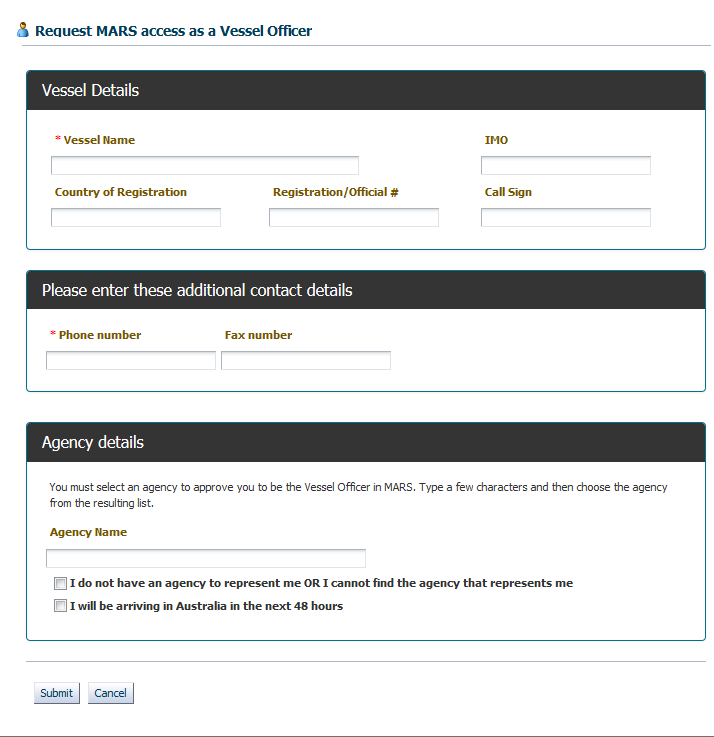 Request MARS access as a Vessel Officer
Vessel Details
* Vessel Name
IMO
Country of Registration
Registration/Official #
Call Sign
Please enter these additional contact details
* Phone number
Fax number
Agency details
You must select an agency to approve you to be the Vessel Officer in MARS. Type a few characters and then choose the agency
from the resulting list.
Agency Name
I do not have an agency to represent me OR I cannot find the agency that represents me
I will be arriving in Australia in the next 48 hours
Submit
Cancel